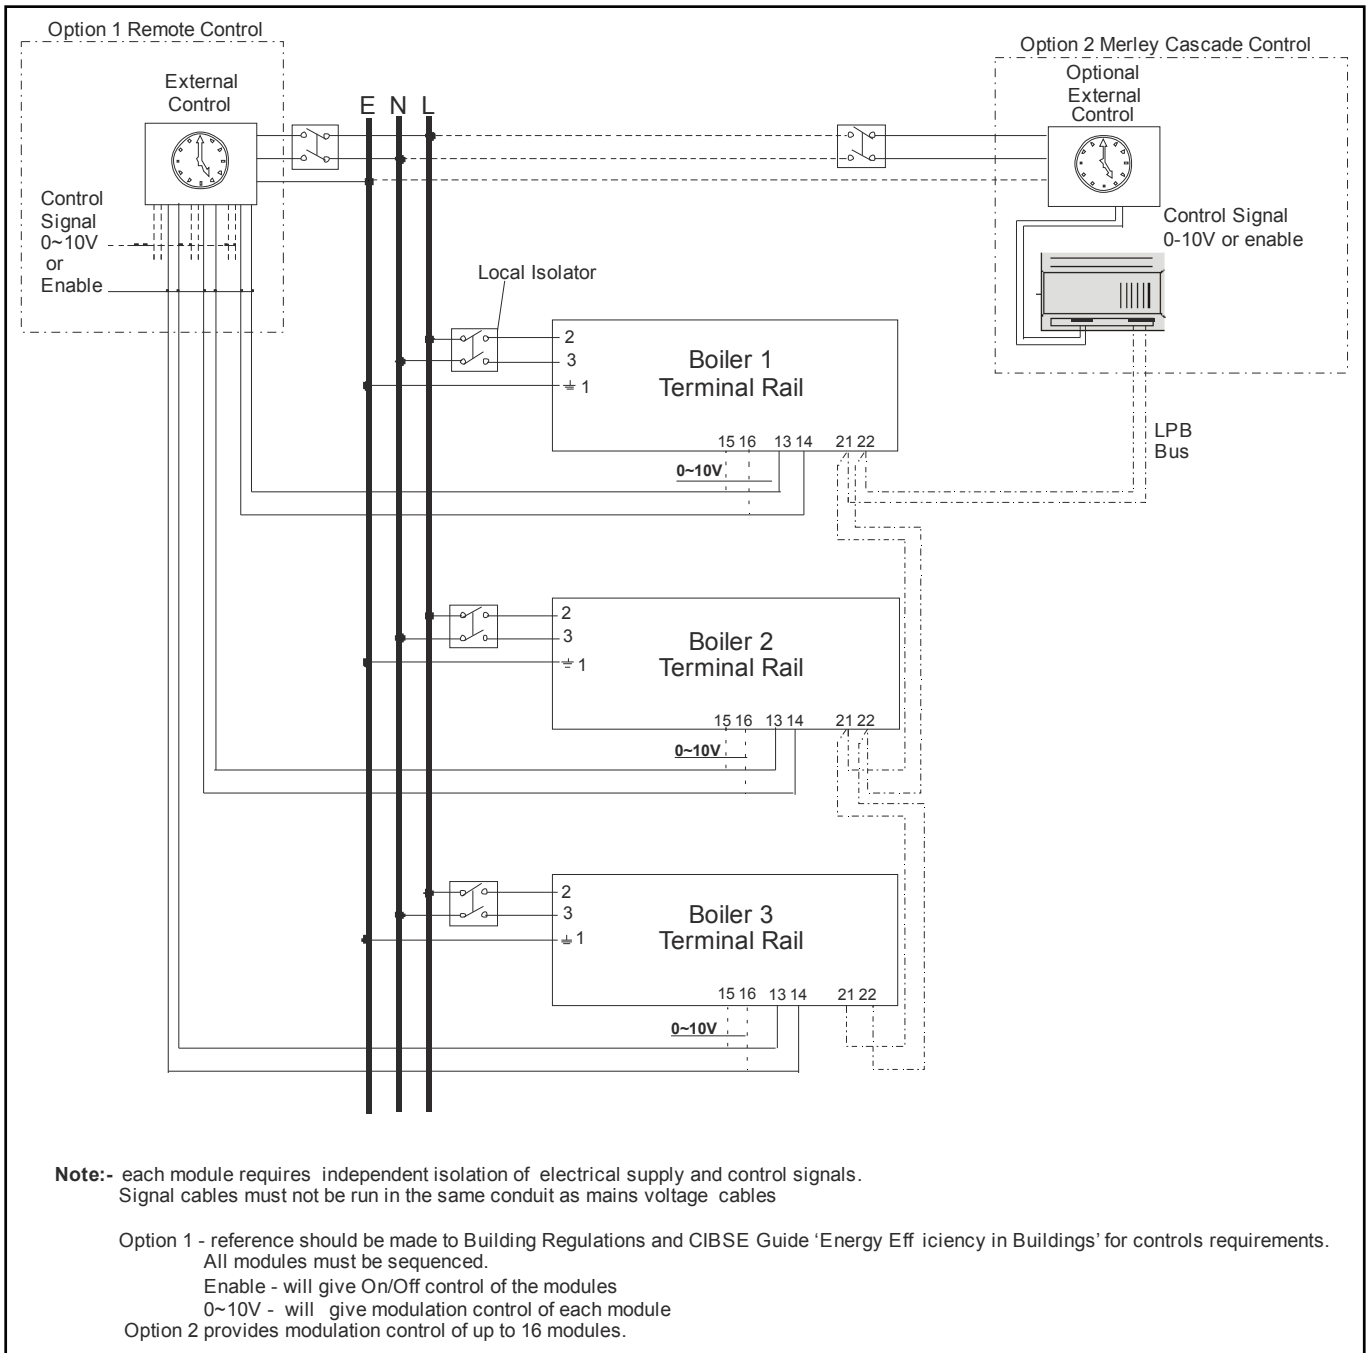 Option 1 Remote Control
Option 2 Merley Cascade Control
External
Control
E N L
Optional
External
Control
Control
Signal
0~10V
or
Enable
Control Signal
0-10V or enable
Local Isolator
2
3
1
Boiler 1
Terminal Rail
15 16 13 14 21 22
0~10V
LPB
Bus
2
3
1
Boiler 2
Terminal Rail
15 16 13 14 21 22
0~10V
2
3
1
Boiler 3
Terminal Rail
15 16 13 14 21 22
0~10V
Note:- each module requires independent isolation of electrical supply and control signals.
Signal cables must not be run in the same conduit as mains voltage cables
Option 1 - reference should be made to Building Regulations and CIBSE Guide ‘Energy Eff iciency in Buildings’ for controls requirements.
All modules must be sequenced.
Enable - will give On/Off control of the modules
0~10V - will give modulation control of each module
Option 2 provides modulation control of up to 16 modules.